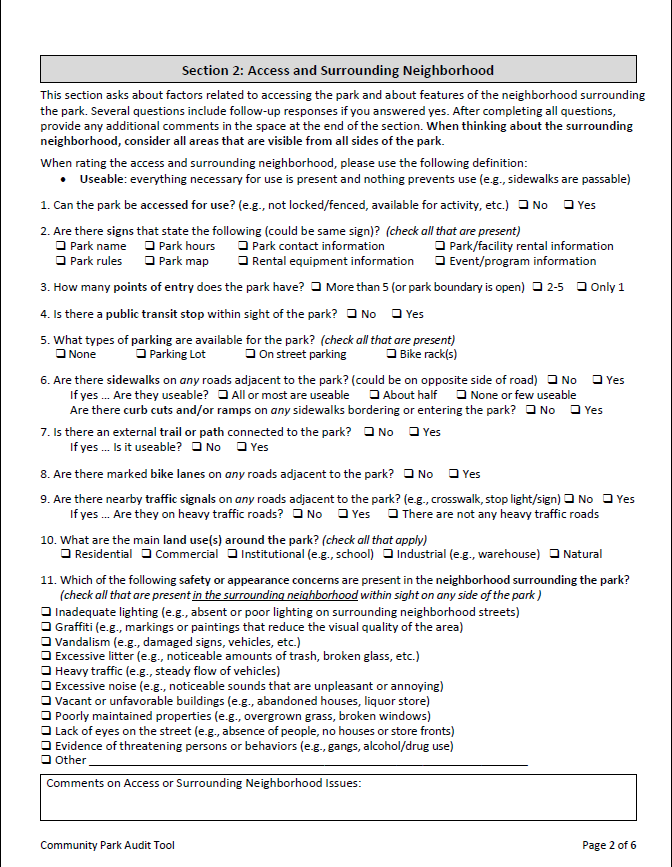 Section 2: Access and Surrounding Neighborhood
This section asks about factors related to accessing the park and about features of the neighborhood surrounding
the park. Several questions include follow-up responses if you answered yes. After completing all questions,
provide any additional comments in the space at the end of the section. When thinking about the surrounding
neighborhood, consider all areas that are visible from all sides of the park.
When rating the access and surrounding neighborhood, please use the following definition:
• Useable: everything necessary for use is present and nothing prevents use (e.g., sidewalks are passable)
1. Can the park be accessed for use? (e.g., not locked/fenced, available for activity, etc.) ❑ No ❑ Yes
2. Are there signs that state the following (could be same sign)? (check all that are present)
❑ Park name ❑ Park hours ❑ Park contact information ❑ Park/facility rental information
❑ Park rules ❑ Park map ❑ Rental equipment information ❑ Event/program information
3. How many points of entry does the park have? ❑ More than 5 (or park boundary is open) ❑ 2-5 ❑ Only 1
4. Is there a public transit stop within sight of the park? ❑ No ❑ Yes
5. What types of parking are available for the park? (check all that are present)
❑ None ❑ Parking Lot ❑ On street parking ❑ Bike rack(s)
6. Are there sidewalks on any roads adjacent to the park? (could be on opposite side of road) ❑ No ❑ Yes
If yes ... Are they useable? ❑ All or most are useable ❑ About half ❑ None or few useable
Are there curb cuts and/or ramps on any sidewalks bordering or entering the park? ❑ No ❑ Yes
7. Is there an external trail or path connected to the park? ❑ No ❑ Yes
If yes ... Is it useable? ❑ No ❑ Yes
8. Are there marked bike lanes on any roads adjacent to the park? ❑ No ❑ Yes
9. Are there nearby traffic signals on any roads adjacent to the park? (e.g., crosswalk, stop light/sign) ❑ No ❑ Yes
If yes ... Are they on heavy traffic roads? ❑ No ❑ Yes ❑ There are not any heavy traffic roads
10. What are the main land use(s) around the park? (check all that apply)
❑ Residential ❑ Commercial ❑ Institutional (e.g., school) ❑ Industrial (e.g., warehouse) ❑ Natural
11. Which of the following safety or appearance concerns are present in the neighborhood surrounding the park?
(check all that are present in the surrounding neighborhood within sight on any side of the park )
❑ Inadequate lighting (e.g., absent or poor lighting on surrounding neighborhood streets)
❑ Graffiti (e.g., markings or paintings that reduce the visual quality of the area)
❑ Vandalism (e.g., damaged signs, vehicles, etc.)
❑ Excessive litter (e.g., noticeable amounts of trash, broken glass, etc.)
❑ Heavy traffic (e.g., steady flow of vehicles)
❑ Excessive noise (e.g., noticeable sounds that are unpleasant or annoying)
❑ Vacant or unfavorable buildings (e.g., abandoned houses, liquor store)
❑ Poorly maintained properties (e.g., overgrown grass, broken windows)
❑ Lack of eyes on the street (e.g., absence of people, no houses or store fronts)
❑ Evidence of threatening persons or behaviors (e.g., gangs, alcohol/drug use)
❑ Other ____________________
Comments on Access or Surrounding Neighborhood Issues:
Community Park Audit Tool Page 2 of 6